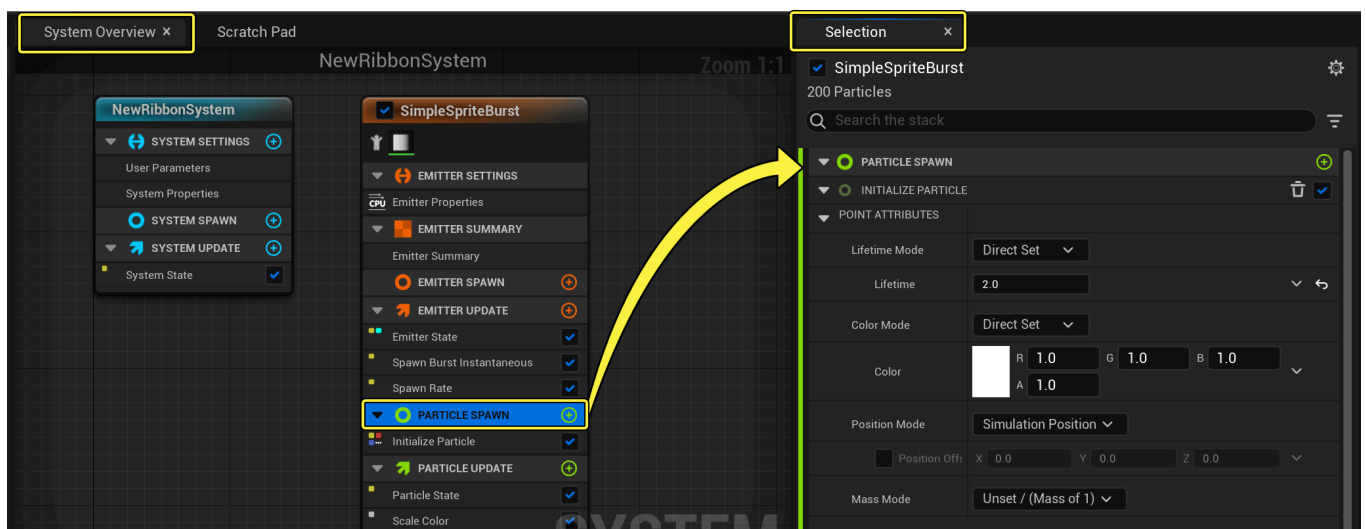 System Overview ×
Scratch Pad
NewRibbonSystem
Zoom 1:1
NewRibbonSystem
SYSTEM SETTINGS
User Parameters
System Properties
SYSTEM SPAWN
SYSTEM UPDATE
System State
SimpleSpriteBurst
EMITTER SETTINGS
CPU Emitter Properties
EMITTER SUMMARY
Emitter Summary
EMITTER SPAWN
EMITTER UPDATE
Emitter State
Spawn Burst Instantaneous
Spawn Rate
PARTICLE SPAWN
Initialize Particle
PARTICLE UPDATE
Particle State
Scale Color
SYSTEM
Selection ×
SimpleSpriteBurst
200 Particles
Search the stack
PARTICLE SPAWN
INITIALIZE PARTICLE
POINT ATTRIBUTES
Lifetime Mode Direct Set
Lifetime 2.0
Color Mode Direct Set
Color R 1.0 G 1.0 B 1.0
A 1.0
Position Mode Simulation Position
Position Offs X 0.0 Y 0.0 Z 0.0
Mass Mode Unset / (Mass of 1)